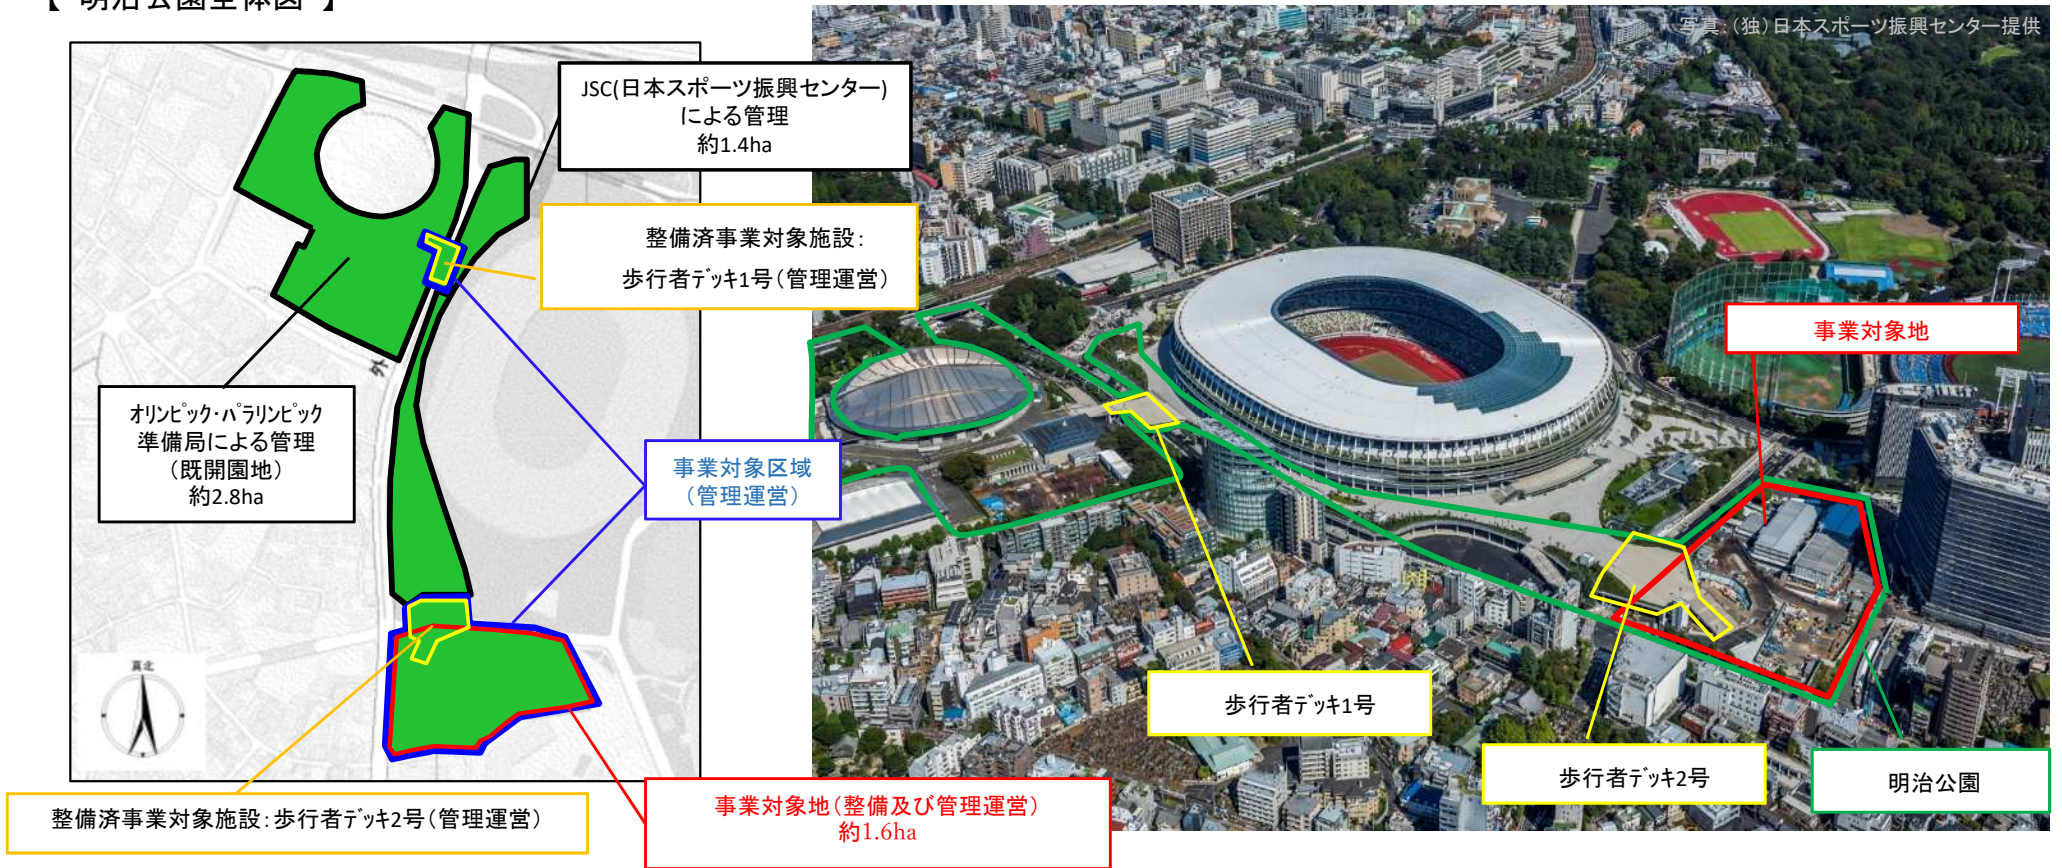 【 明治公園全体図 】
写真：（独）日本スポーツ振興センター提供
JSC(日本スポーツ振興センター)
による管理
約1.4ha
整備済事業対象施設：
歩行者ﾃﾞｯｷ1号（管理運営）
外
オリンピック・パラリンピック
準備局による管理
（既開園地）
約2.8ha
事業対象区域
（管理運営）
事業対象地
真北
歩行者ﾃﾞｯｷ1号
歩行者ﾃﾞｯｷ2号
明治公園
整備済事業対象施設：歩行者ﾃﾞｯｷ2号（管理運営）
事業対象地（整備及び管理運営）
約1.6ha